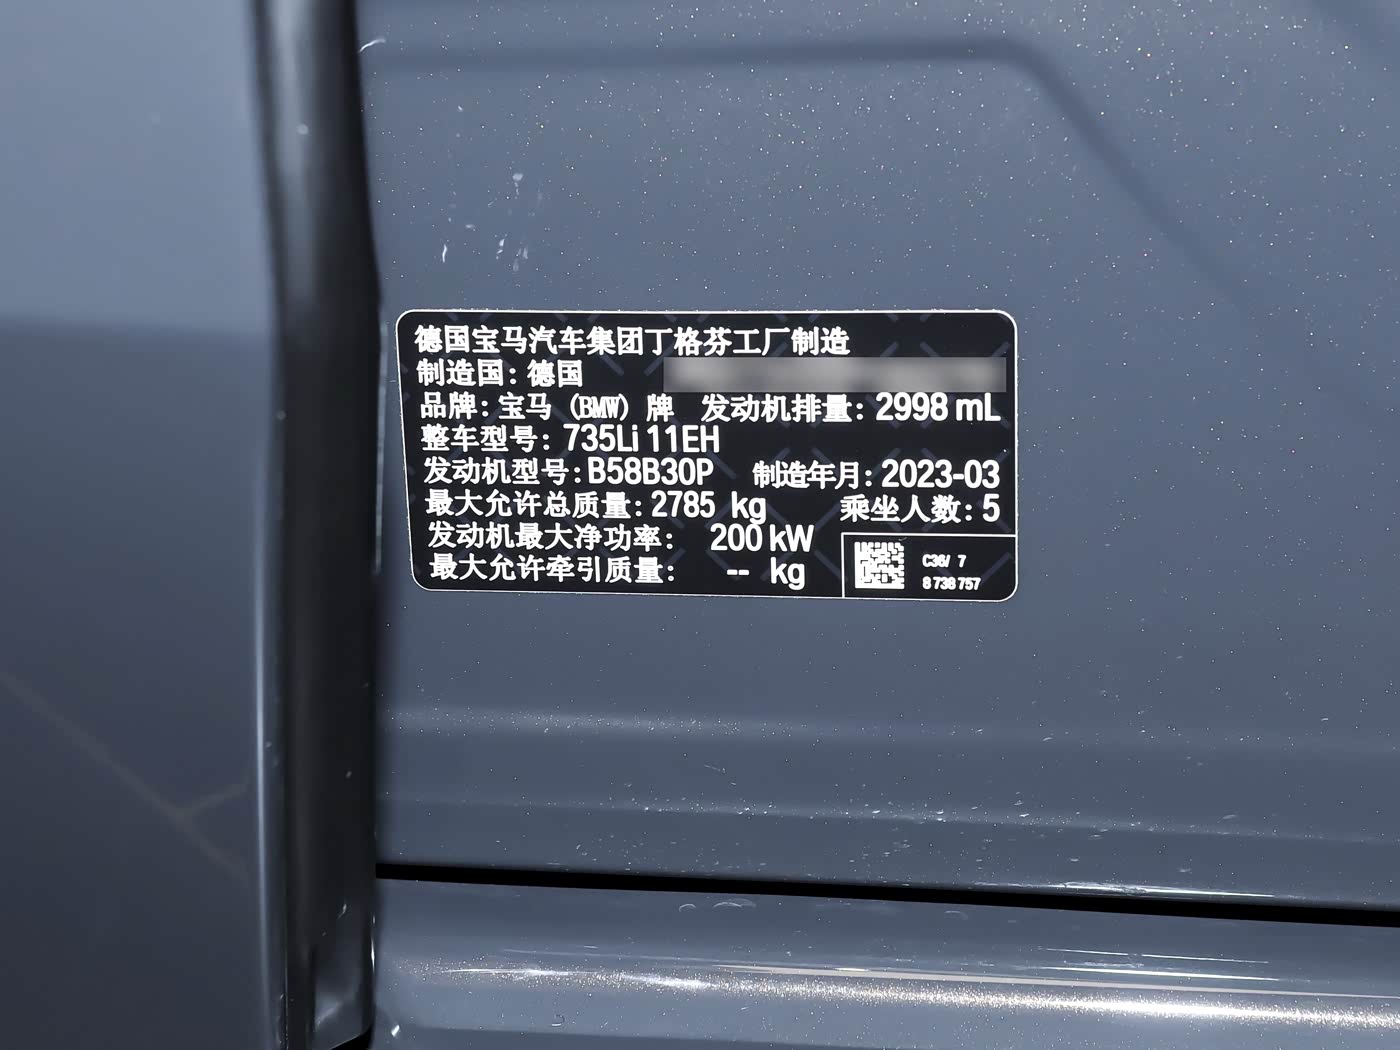 德国宝马汽车集团丁格芬工厂制造
制造国：德国
品牌：宝马（BMW）牌 发动机排量：2998 mL
整车型号：735Li 11EH
发动机型号：B58B30P 制造年月：2023-03
最大允许总质量：2785 kg 乘坐人数：5
发动机最大净功率： 200 kW
最大允许牵引质量： -- kg
C36/ 7
8 738 757